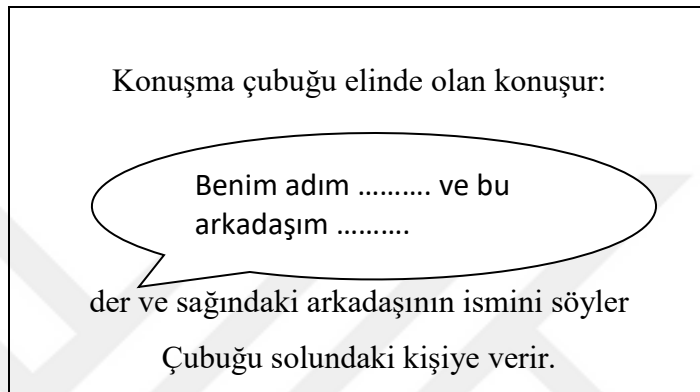 Konuşma çubuğu elinde olan konuşur:
Benim adım ………. ve bu
arkadaşım ……….
der ve sağındaki arkadaşının ismini söyler
Çubuğu solundaki kişiye verir.